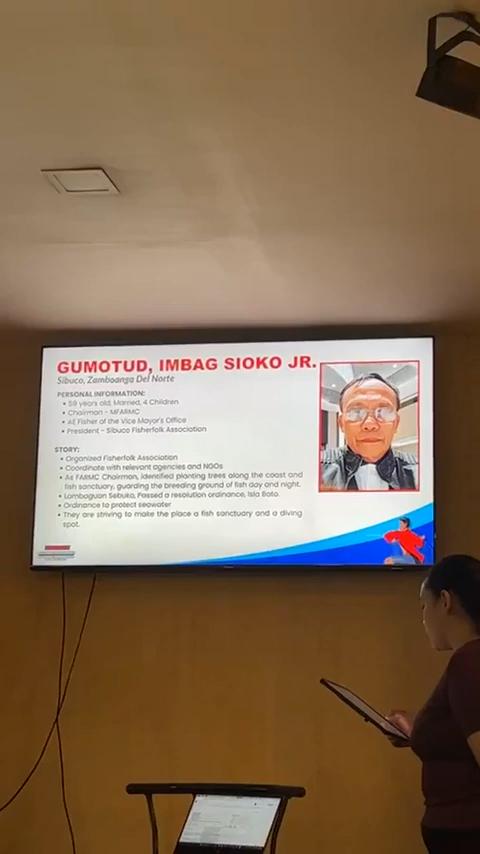 GUMOTUD, IMBAG SIOKO JR.
Sibuco, Zamboanga Del Norte
PERSONAL INFORMATION:
• 59 years old, Married, 4 Children
• Chairman - MFARMC
• AE Fisher of the Vice Mayor's Office
• President - Sibuco Fisherfolk Association
STORY:
• Organized Fisherfolk Association
• Coordinate with relevant agencies and NGOs
• As FARMC Chairman, identified planting trees along the coast and
fish sanctuary, guarding the breeding ground of fish day and night.
• Lambaguan Sebuko, Passed a resolution ordinance, Isla Bato.
• Ordinance to protect seawater
• They are striving to make the place a fish sanctuary and a diving
spot.